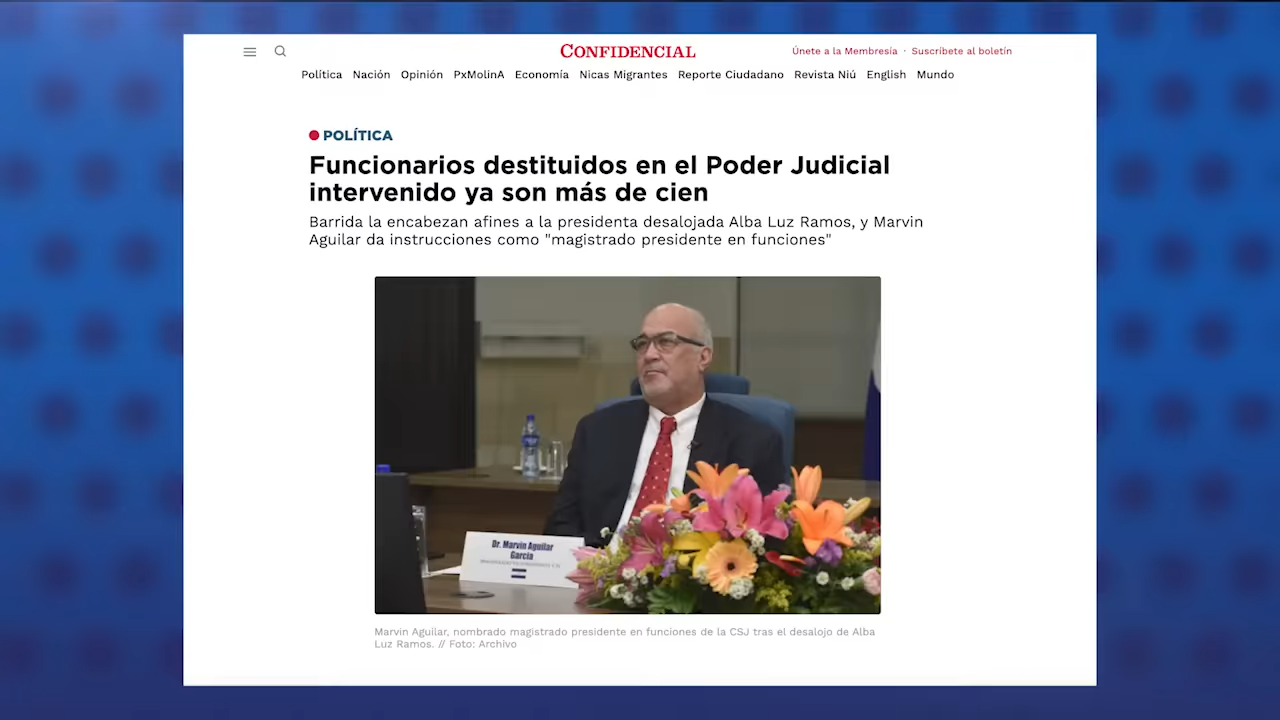 CONFIDENCIAL
Únete a la Membresía · Suscríbete al boletín
Política Nación Opinión PxMolinA Economía Nicas Migrantes Reporte Ciudadano Revista Niú English Mundo
POLÍTICA
Funcionarios destituidos en el Poder Judicial
intervenido ya son más de cien
Barrida la encabezan afines a la presidenta desalojada Alba Luz Ramos, y Marvin
Aguilar da instrucciones como "magistrado presidente en funciones"
Dr. Marvin Aguilar
García
Marvin Aguilar, nombrado magistrado presidente en funciones de la CSJ tras el desalojo de Alba
Luz Ramos. // Foto: Archivo